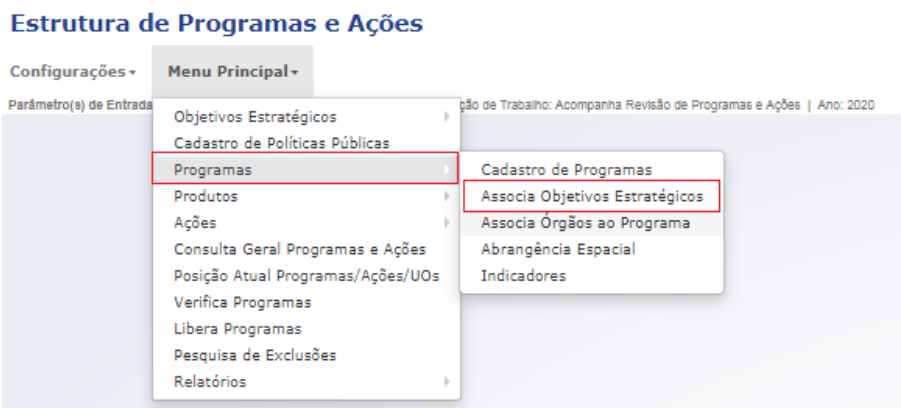 Estrutura de Programas e Ações
Configurações Menu Principal
Parâmetro(s) de Entrada ção de Trabalho: Acompanha Revisão de Programas e Ações | Ano: 2020
Objetivos Estratégicos
Cadastro de Políticas Públicas
Programas
Produtos
Ações
Consulta Geral Programas e Ações
Posição Atual Programas/Ações/UOs
Verifica Programas
Libera Programas
Pesquisa de Exclusões
Relatórios
Cadastro de Programas
Associa Objetivos Estratégicos
Associa Órgãos ao Programa
Abrangência Espacial
Indicadores